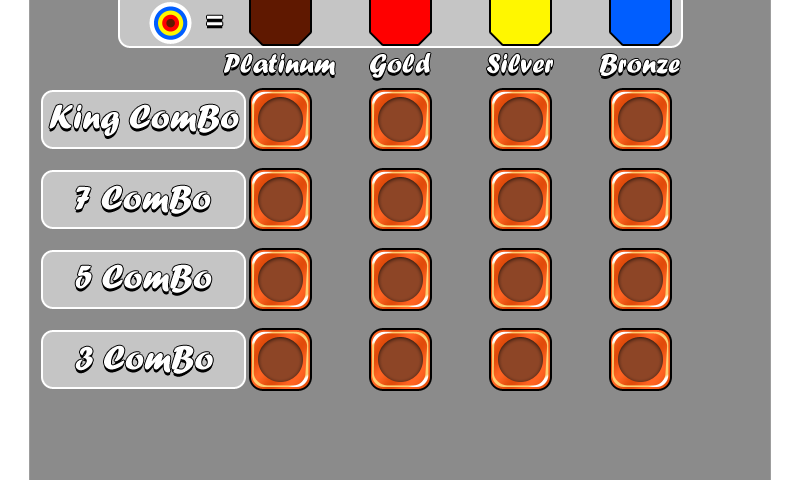 =
Platinum Gold Silver Bronze
King ComBo
7 ComBo
5 ComBo
3 ComBo